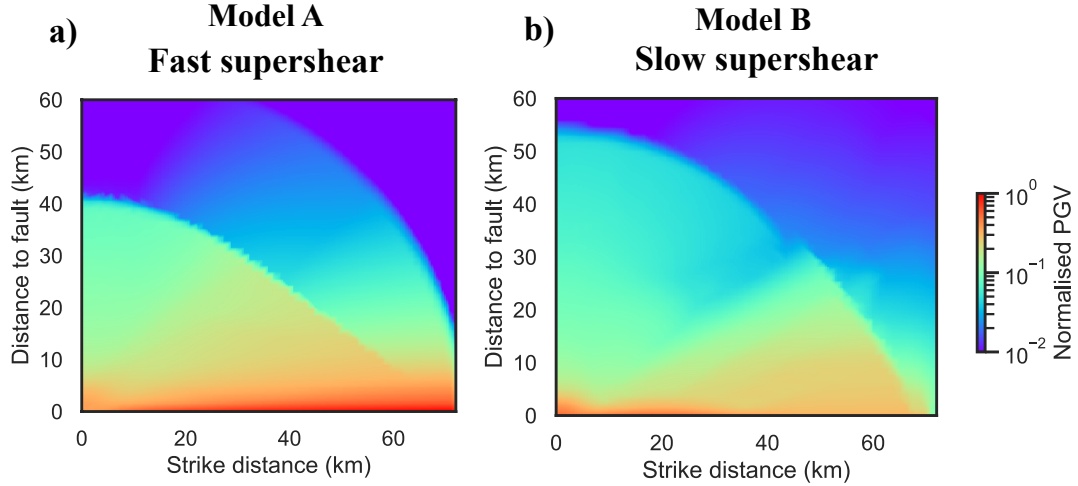 a)
Model A
Fast supershear
60
50
40
30
20
10
0
Distance to fault (km)
0 20 40 60
Strike distance (km)
b)
Model B
Slow supershear
60
50
40
30
20
10
0
Distance to fault (km)
0 20 40 60
Strike distance (km)
10^0
10^-1
10^-2
Normalised PGV